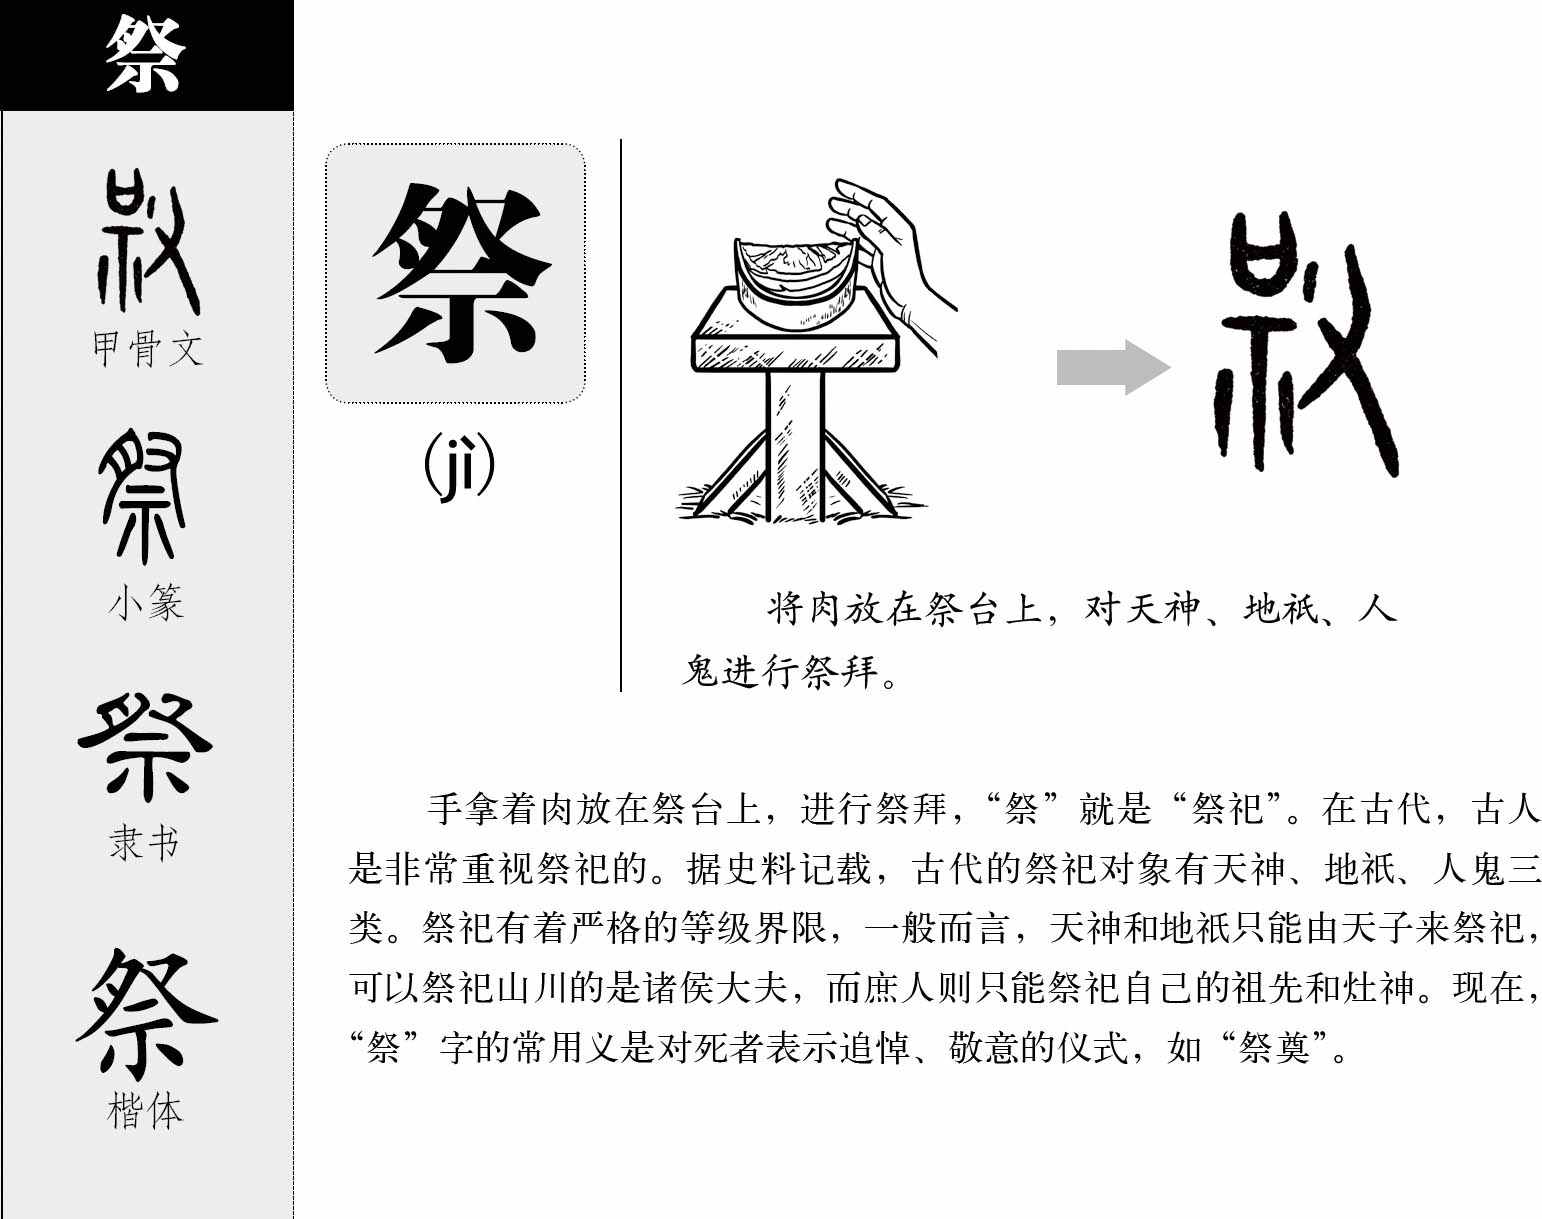 祭
甲骨文
祭
小篆
祭
隶书
祭
楷体
祭
(jì)
将肉放在祭台上，对天神、地祇、人
鬼进行祭拜。
手拿着肉放在祭台上，进行祭拜，“祭”就是“祭祀”。在古代，古人
是非常重视祭祀的。据史料记载，古代的祭祀对象有天神、地祇、人鬼三
类。祭祀有着严格的等级界限，一般而言，天神和地祇只能由天子来祭祀，
可以祭祀山川的是诸侯大夫，而庶人则只能祭祀自己的祖先和灶神。现在，
“祭”字的常用义是对死者表示追悼、敬意的仪式，如“祭奠”。